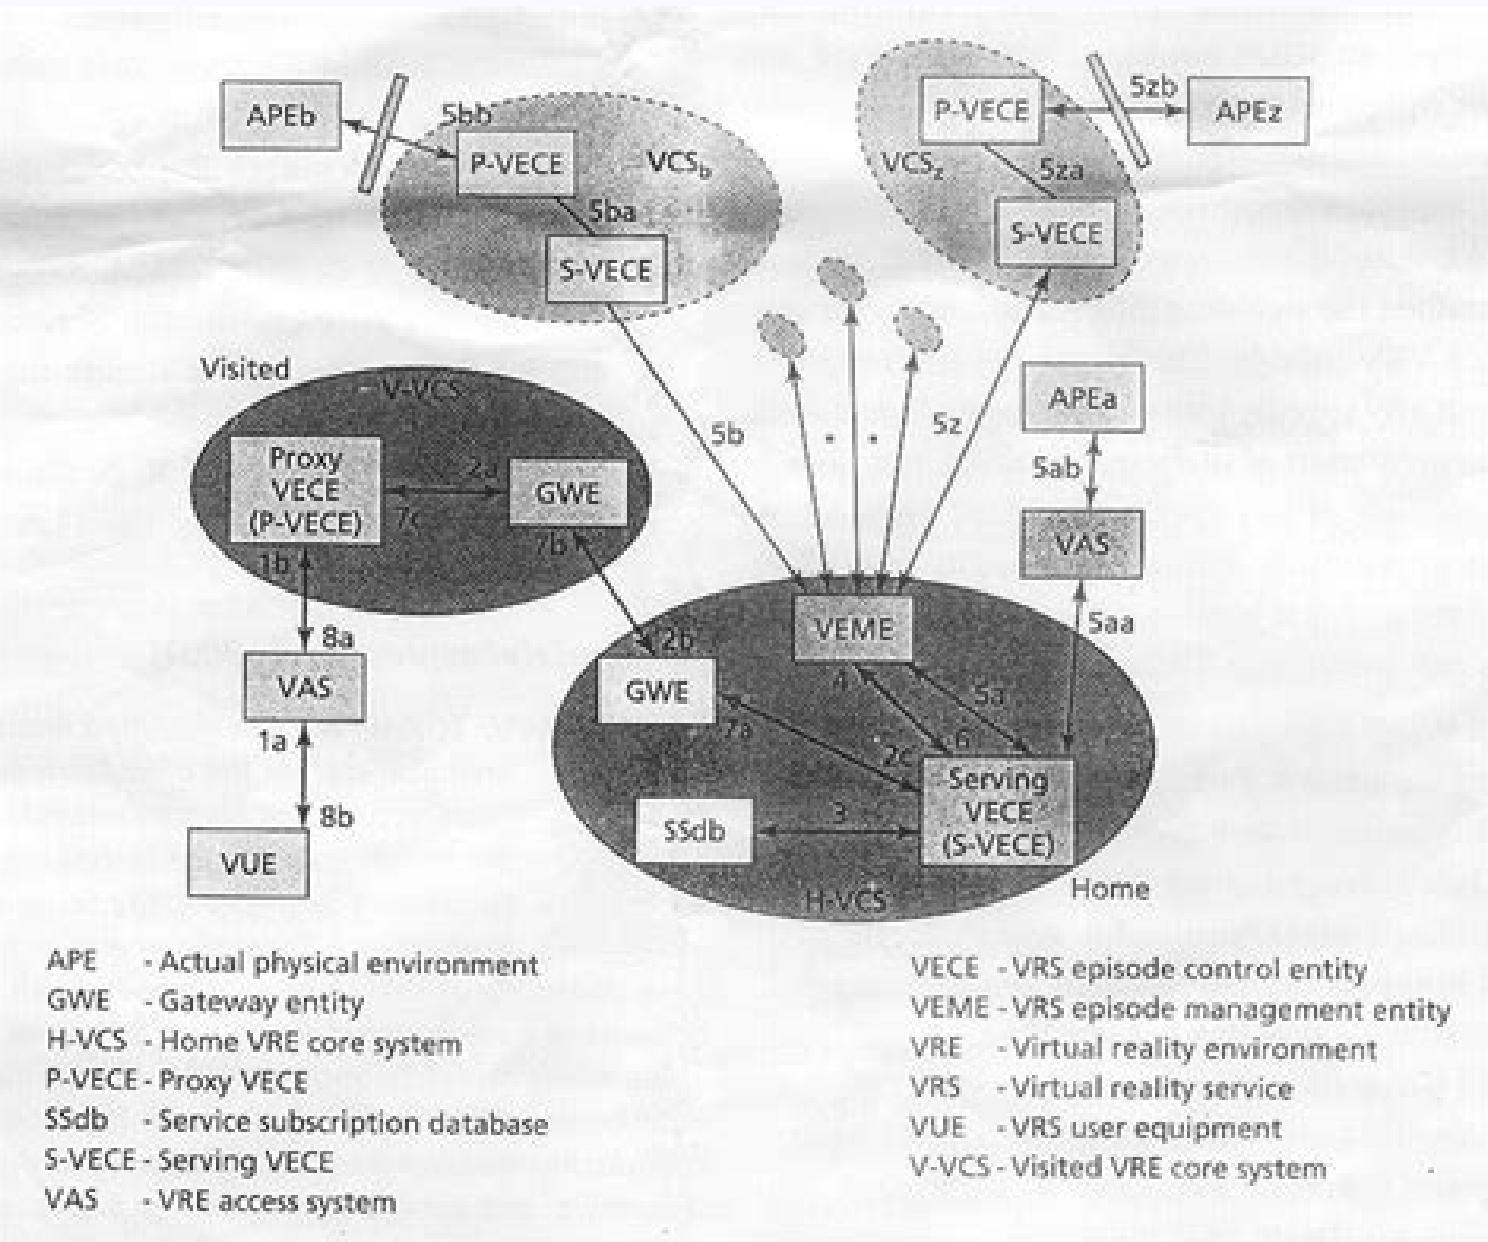 APEb
5bb
P-VECE
VCSb
5ba
S-VECE
P-VECE
5zb
APEz
VCSz
5za
S-VECE
Visited
V-VCS
Proxy
VECE
(P-VECE)
2a
7c
GWE
7b
1b
8a
VAS
1a
8b
VUE
5b
5z
APEa
5ab
VAS
5aa
VEME
2b
GWE
4
5a
7a
2c
6
Serving
VECE
(S-VECE)
SSdb
3
H-VCS
Home
APE - Actual physical environment
GWE - Gateway entity
H-VCS - Home VRE core system
P-VECE - Proxy VECE
SSdb - Service subscription database
S-VECE - Serving VECE
VAS - VRE access system
VECE - VRS episode control entity
VEME - VRS episode management entity
VRE - Virtual reality environment
VRS - Virtual reality service
VUE - VRS user equipment
V-VCS - Visited VRE core system